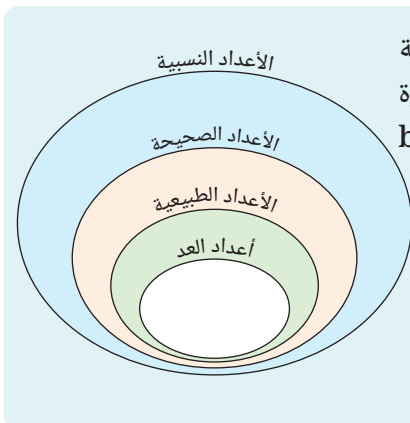 الأعداد النسبية
ة
ة
الأعداد الصحيحة
b
الأعداد الطبيعية
أعداد العد